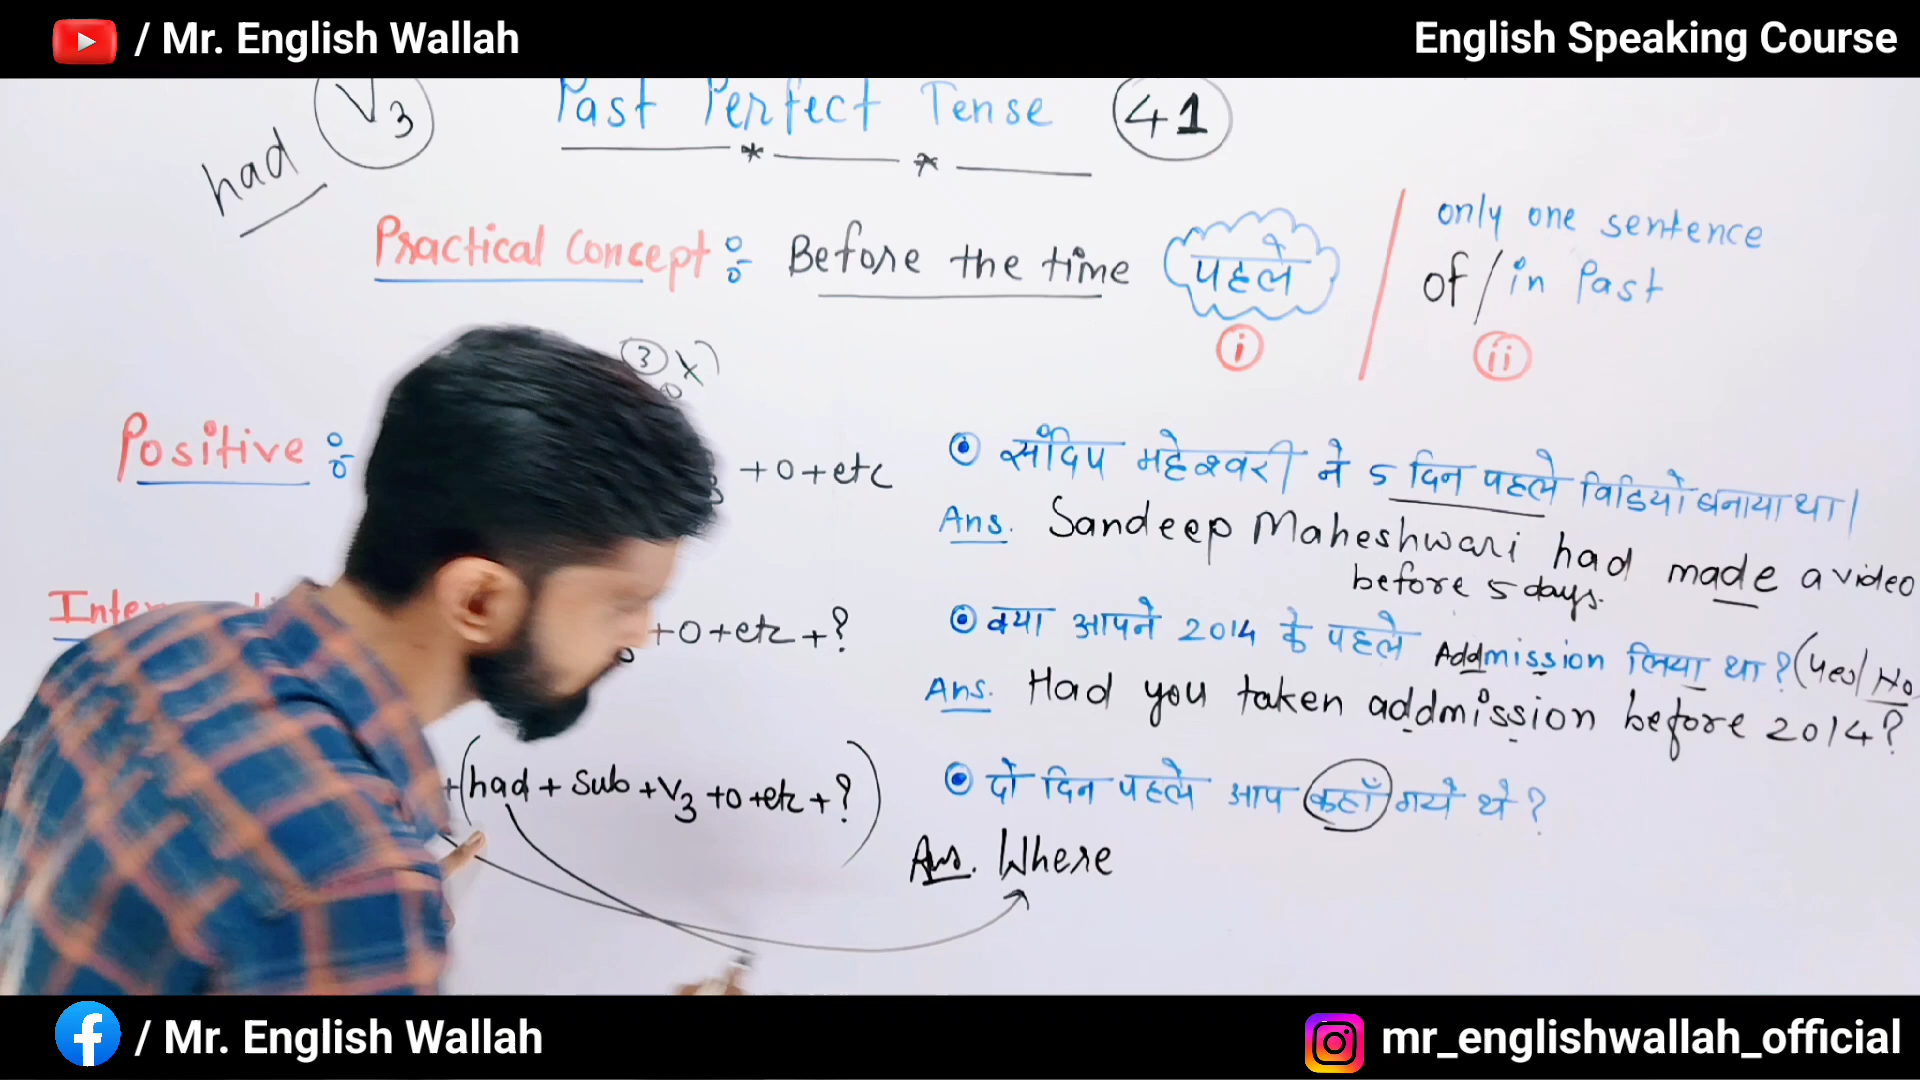 / Mr. English Wallah
English Speaking Course
had V3
Past Perfect Tense 41
Practical Concept : Before the time पहले
i
only one sentence
of / in Past
ii
3 x
Positive :
+ o + etc
● संदिप महेश्वरी ने 5 दिन पहले विडियो बनाया था।
Ans. Sandeep Maheshwari had made a video
before 5 days.
+ o + etc + ?
● क्या आपने 2014 के पहले Addmission लिया था ? (Yes/No
Ans. Had you taken addmission before 2014?
+ (had + Sub + V3 + o + etc + ?)
● दो दिन पहले आप कहाँ गये थे ?
Ans. Where
/ Mr. English Wallah
mr_englishwallah_official